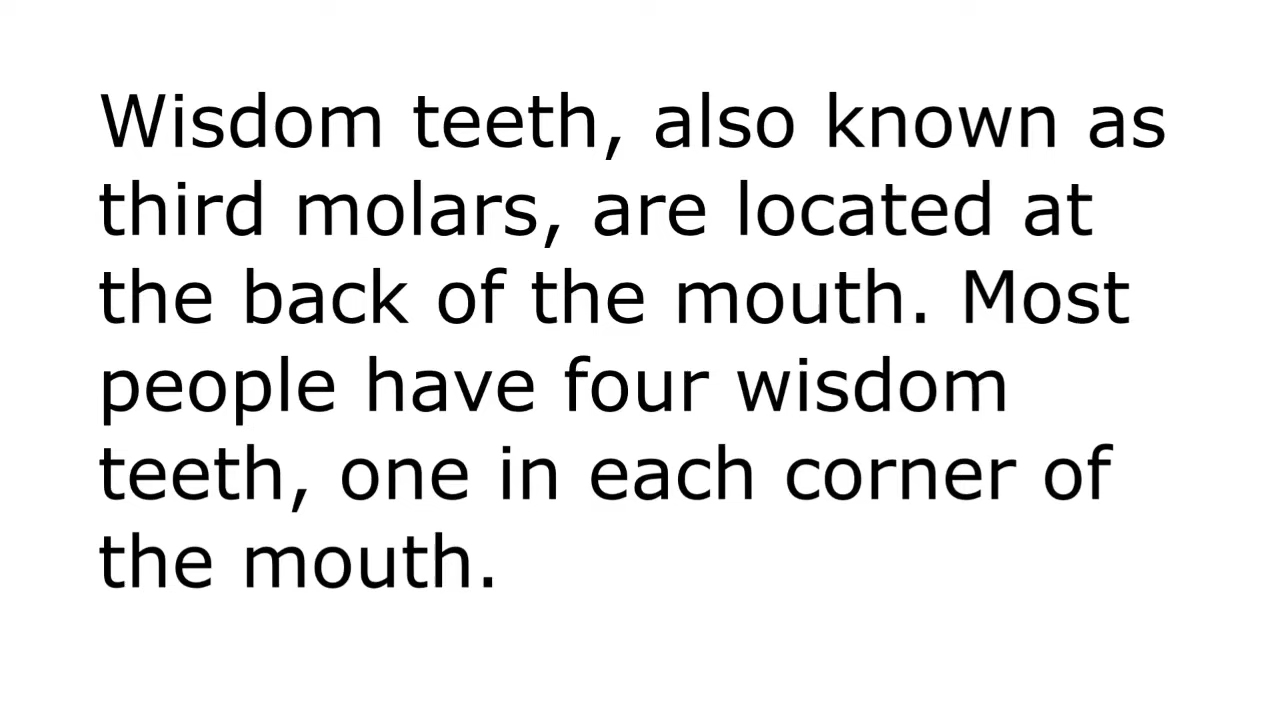 Wisdom teeth, also known as
third molars, are located at
the back of the mouth. Most
people have four wisdom
teeth, one in each corner of
the mouth.